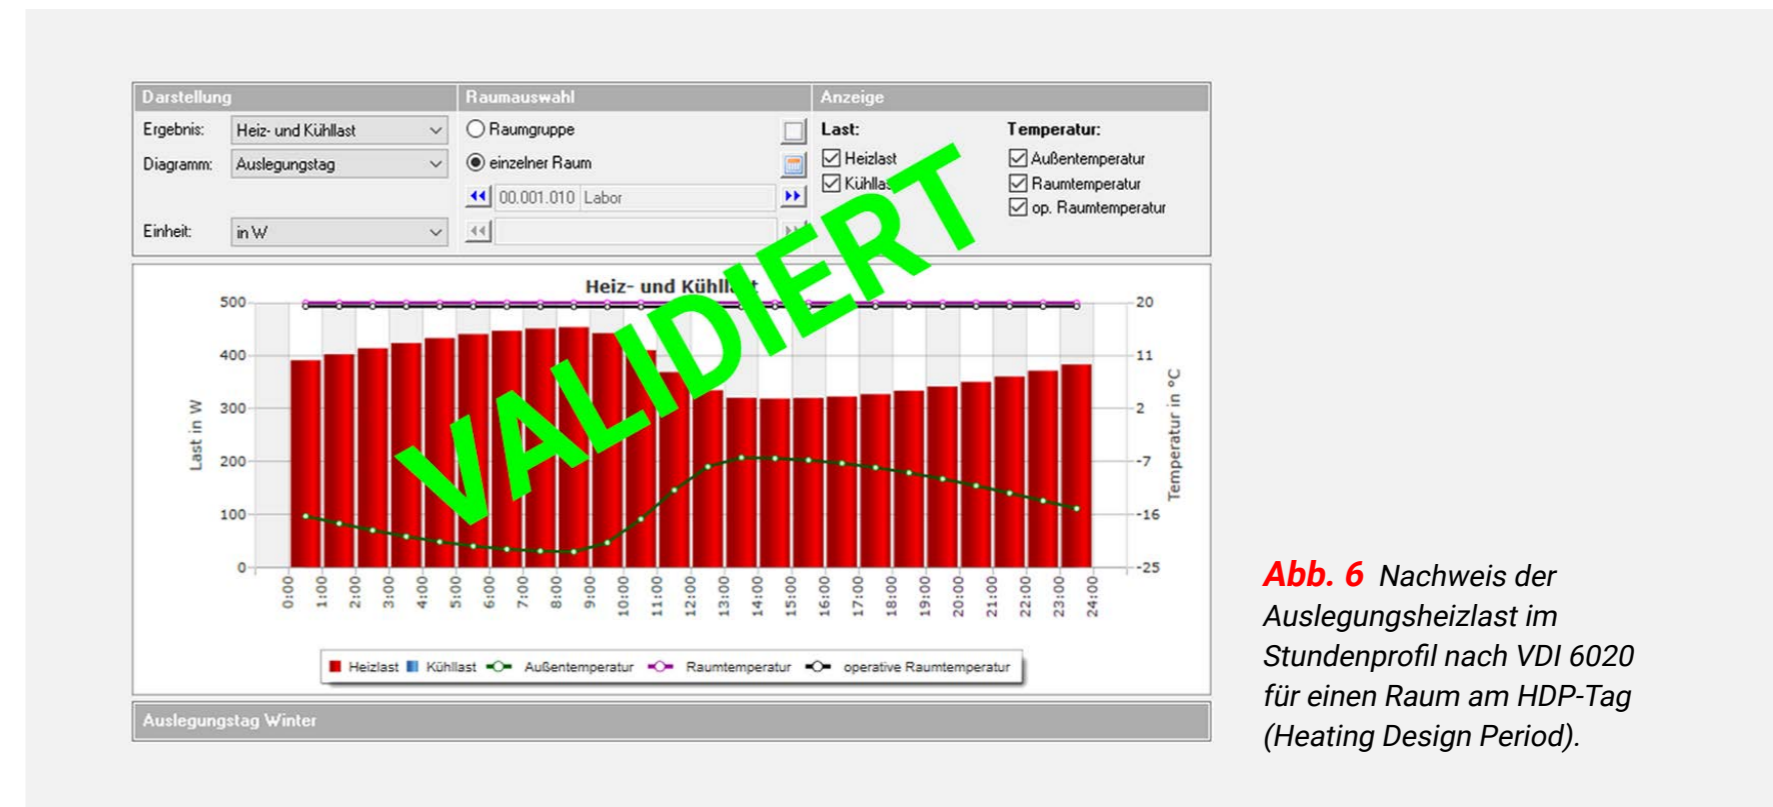 Darstellung Raumauswahl Anzeige
Ergebnis: Heiz- und Kühllast Raumgruppe Last: Temperatur:
Diagramm: Auslegungstag einzelner Raum Heizlast Außentemperatur
00.001.010 Labor Raumtemperatur
op. Raumtemperatur
Einheit: in W
VALIDIERT
Heiz- und
500 20
400 11
300 2
200 -7
100 -16
0 -25
Last in W
Temperatur in °C
0:00 1:00 2:00 3:00 4:00 5:00 6:00 7:00 8:00 9:00 10:00 11:00 12:00 13:00 14:00 15:00 16:00 17:00 18:00 19:00 20:00 21:00 22:00 23:00 24:00
Heizlast Kühllast Außentemperatur Raumtemperatur operative Raumtemperatur
Auslegungstag Winter
Abb. 6 Nachweis der
Auslegungsheizlast im
Stundenprofil nach VDI 6020
für einen Raum am HDP-Tag
(Heating Design Period).